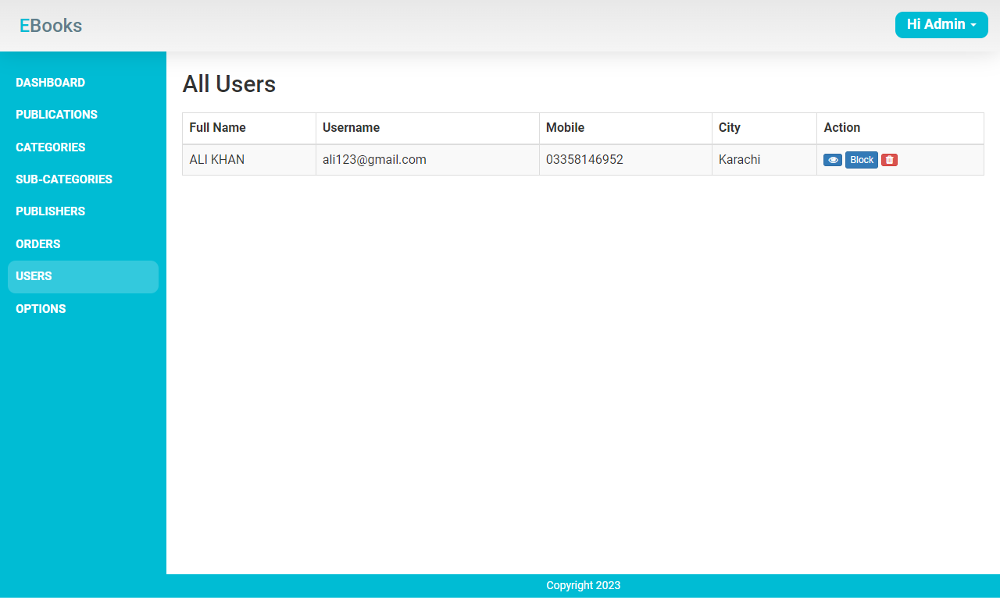 EBooks
Hi Admin
DASHBOARD
PUBLICATIONS
CATEGORIES
SUB-CATEGORIES
PUBLISHERS
ORDERS
USERS
OPTIONS
All Users
Full Name Username Mobile City Action
ALI KHAN ali123@gmail.com 03358146952 Karachi Block
Copyright 2023